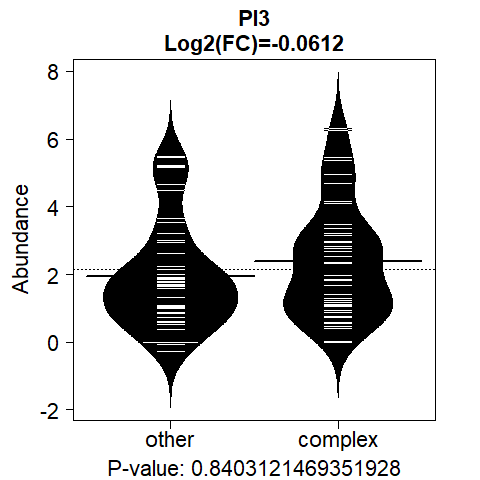 PI3
Log2(FC)=-0.0612
Abundance
8
6
4
2
0
-2
other complex
P-value: 0.8403121469351928